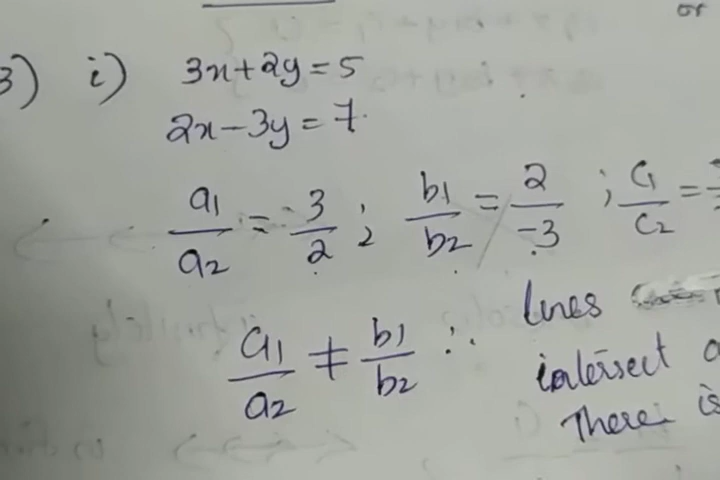 or
3) i) 3x+2y=5
2x-3y=7
a1/a2 = 3/2 ; b1/b2 = 2/-3 ; c1/c2 =
a1/a2 ≠ b1/b2 ∴ lines
intersect
There is